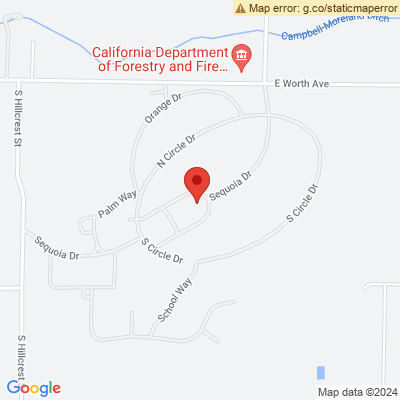 Map error: g.co/staticmaperror
Campbell-Moreland Ditch
California Department
of Forestry and Fire...
E Worth Ave
S Hillcrest St
Orange Dr
N Circle Dr
Palm Way
Sequoia Dr
S Circle Dr
Sequoia Dr
S Circle Dr
School Way
S Hillcrest St
Google
Map data ©2024